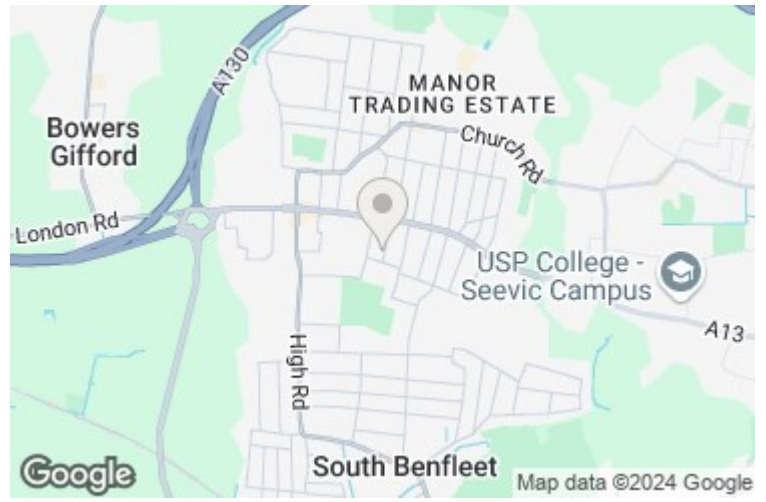 A130
MANOR
TRADING ESTATE
Church Rd
Bowers
Gifford
London Rd
USP College -
Seevic Campus
A13
High Rd
South Benfleet
Google
Map data ©2024 Google